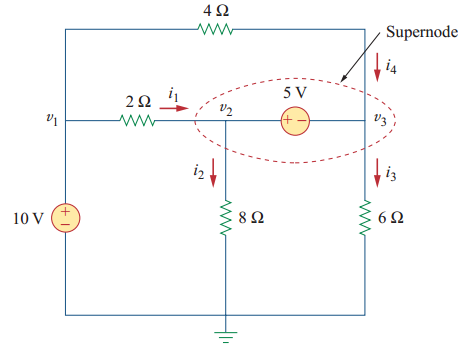 4 Ω
Supernode
i4
5 V
2 Ω
i1
v1
v2
+ −
v3
i2
i3
10 V
+
−
8 Ω
6 Ω